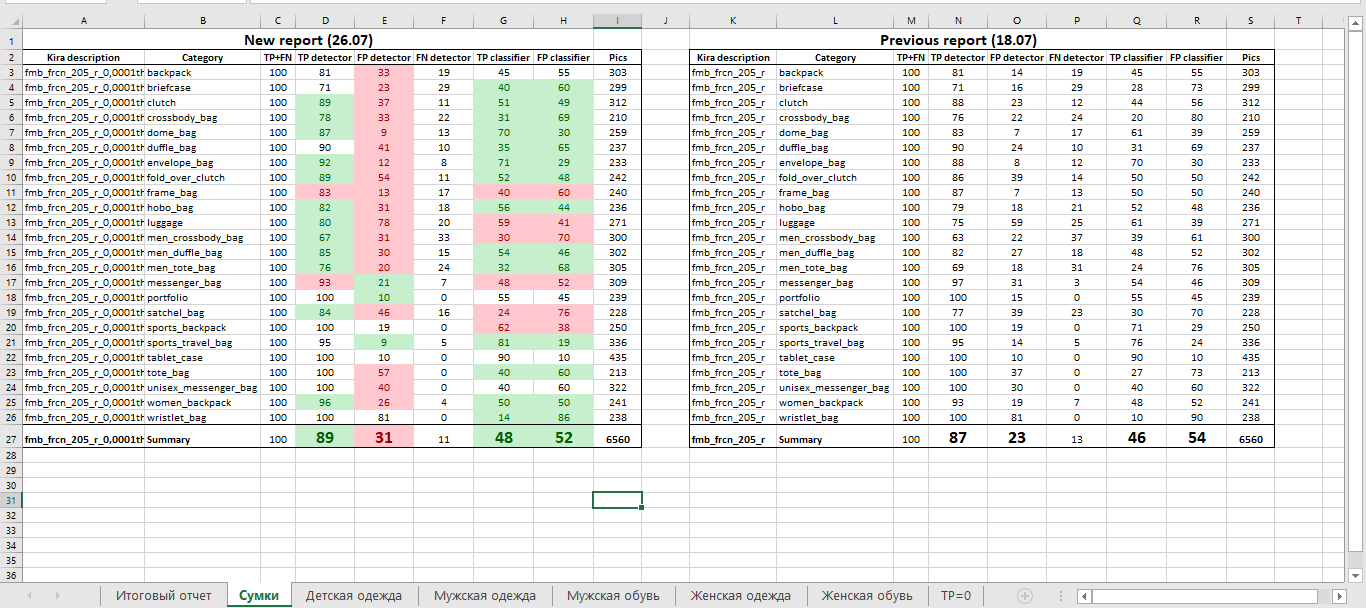 A B C D E F G H I J K L M N O P Q R S T
1 New report (26.07) Previous report (18.07)
2 Kira description Category TP+FN TP detector FP detector FN detector TP classifier FP classifier Pics Kira description Category TP+FN TP detector FP detector FN detector TP classifier FP classifier Pics
3 fmb_frcn_205_r_0,0001th backpack 100 81 33 19 45 55 303 fmb_frcn_205_r backpack 100 81 14 19 45 55 303
4 fmb_frcn_205_r_0,0001th briefcase 100 71 23 29 40 60 299 fmb_frcn_205_r briefcase 100 71 16 29 28 73 299
5 fmb_frcn_205_r_0,0001th clutch 100 89 37 11 51 49 312 fmb_frcn_205_r clutch 100 88 23 12 44 56 312
6 fmb_frcn_205_r_0,0001th crossbody_bag 100 78 33 22 31 69 210 fmb_frcn_205_r crossbody_bag 100 76 22 24 20 80 210
7 fmb_frcn_205_r_0,0001th dome_bag 100 87 9 13 70 30 259 fmb_frcn_205_r dome_bag 100 83 7 17 61 39 259
8 fmb_frcn_205_r_0,0001th duffle_bag 100 90 41 10 35 65 237 fmb_frcn_205_r duffle_bag 100 90 24 10 31 69 237
9 fmb_frcn_205_r_0,0001th envelope_bag 100 92 12 8 71 29 233 fmb_frcn_205_r envelope_bag 100 88 8 12 70 30 233
10 fmb_frcn_205_r_0,0001th fold_over_clutch 100 89 54 11 52 48 242 fmb_frcn_205_r fold_over_clutch 100 86 39 14 50 50 242
11 fmb_frcn_205_r_0,0001th frame_bag 100 83 13 17 40 60 240 fmb_frcn_205_r frame_bag 100 87 7 13 50 50 240
12 fmb_frcn_205_r_0,0001th hobo_bag 100 82 31 18 56 44 236 fmb_frcn_205_r hobo_bag 100 79 18 21 52 48 236
13 fmb_frcn_205_r_0,0001th luggage 100 80 78 20 59 41 271 fmb_frcn_205_r luggage 100 75 59 25 61 39 271
14 fmb_frcn_205_r_0,0001th men_crossbody_bag 100 67 31 33 30 70 300 fmb_frcn_205_r men_crossbody_bag 100 63 22 37 39 61 300
15 fmb_frcn_205_r_0,0001th men_duffle_bag 100 85 30 15 54 46 302 fmb_frcn_205_r men_duffle_bag 100 82 27 18 48 52 302
16 fmb_frcn_205_r_0,0001th men_tote_bag 100 76 20 24 32 68 305 fmb_frcn_205_r men_tote_bag 100 69 18 31 24 76 305
17 fmb_frcn_205_r_0,0001th messenger_bag 100 93 21 7 48 52 309 fmb_frcn_205_r messenger_bag 100 97 31 3 54 46 309
18 fmb_frcn_205_r_0,0001th portfolio 100 100 10 0 55 45 239 fmb_frcn_205_r portfolio 100 100 15 0 55 45 239
19 fmb_frcn_205_r_0,0001th satchel_bag 100 84 46 16 24 76 228 fmb_frcn_205_r satchel_bag 100 77 39 23 30 70 228
20 fmb_frcn_205_r_0,0001th sports_backpack 100 100 19 0 62 38 250 fmb_frcn_205_r sports_backpack 100 100 19 0 71 29 250
21 fmb_frcn_205_r_0,0001th sports_travel_bag 100 95 9 5 81 19 336 fmb_frcn_205_r sports_travel_bag 100 95 14 5 76 24 336
22 fmb_frcn_205_r_0,0001th tablet_case 100 100 10 0 90 10 435 fmb_frcn_205_r tablet_case 100 100 10 0 90 10 435
23 fmb_frcn_205_r_0,0001th tote_bag 100 100 57 0 40 60 213 fmb_frcn_205_r tote_bag 100 100 37 0 27 73 213
24 fmb_frcn_205_r_0,0001th unisex_messenger_bag 100 100 40 0 40 60 322 fmb_frcn_205_r unisex_messenger_bag 100 100 30 0 40 60 322
25 fmb_frcn_205_r_0,0001th women_backpack 100 96 26 4 50 50 241 fmb_frcn_205_r women_backpack 100 93 19 7 48 52 241
26 fmb_frcn_205_r_0,0001th wristlet_bag 100 100 81 0 14 86 238 fmb_frcn_205_r wristlet_bag 100 100 81 0 10 90 238
27 fmb_frcn_205_r_0,0001th Summary 100 89 31 11 48 52 6560 fmb_frcn_205_r Summary 100 87 23 13 46 54 6560
28
29
30
31
32
33
34
35
36
Итоговый отчет Сумки Детская одежда Мужская одежда Мужская обувь Женская одежда Женская обувь TP=0